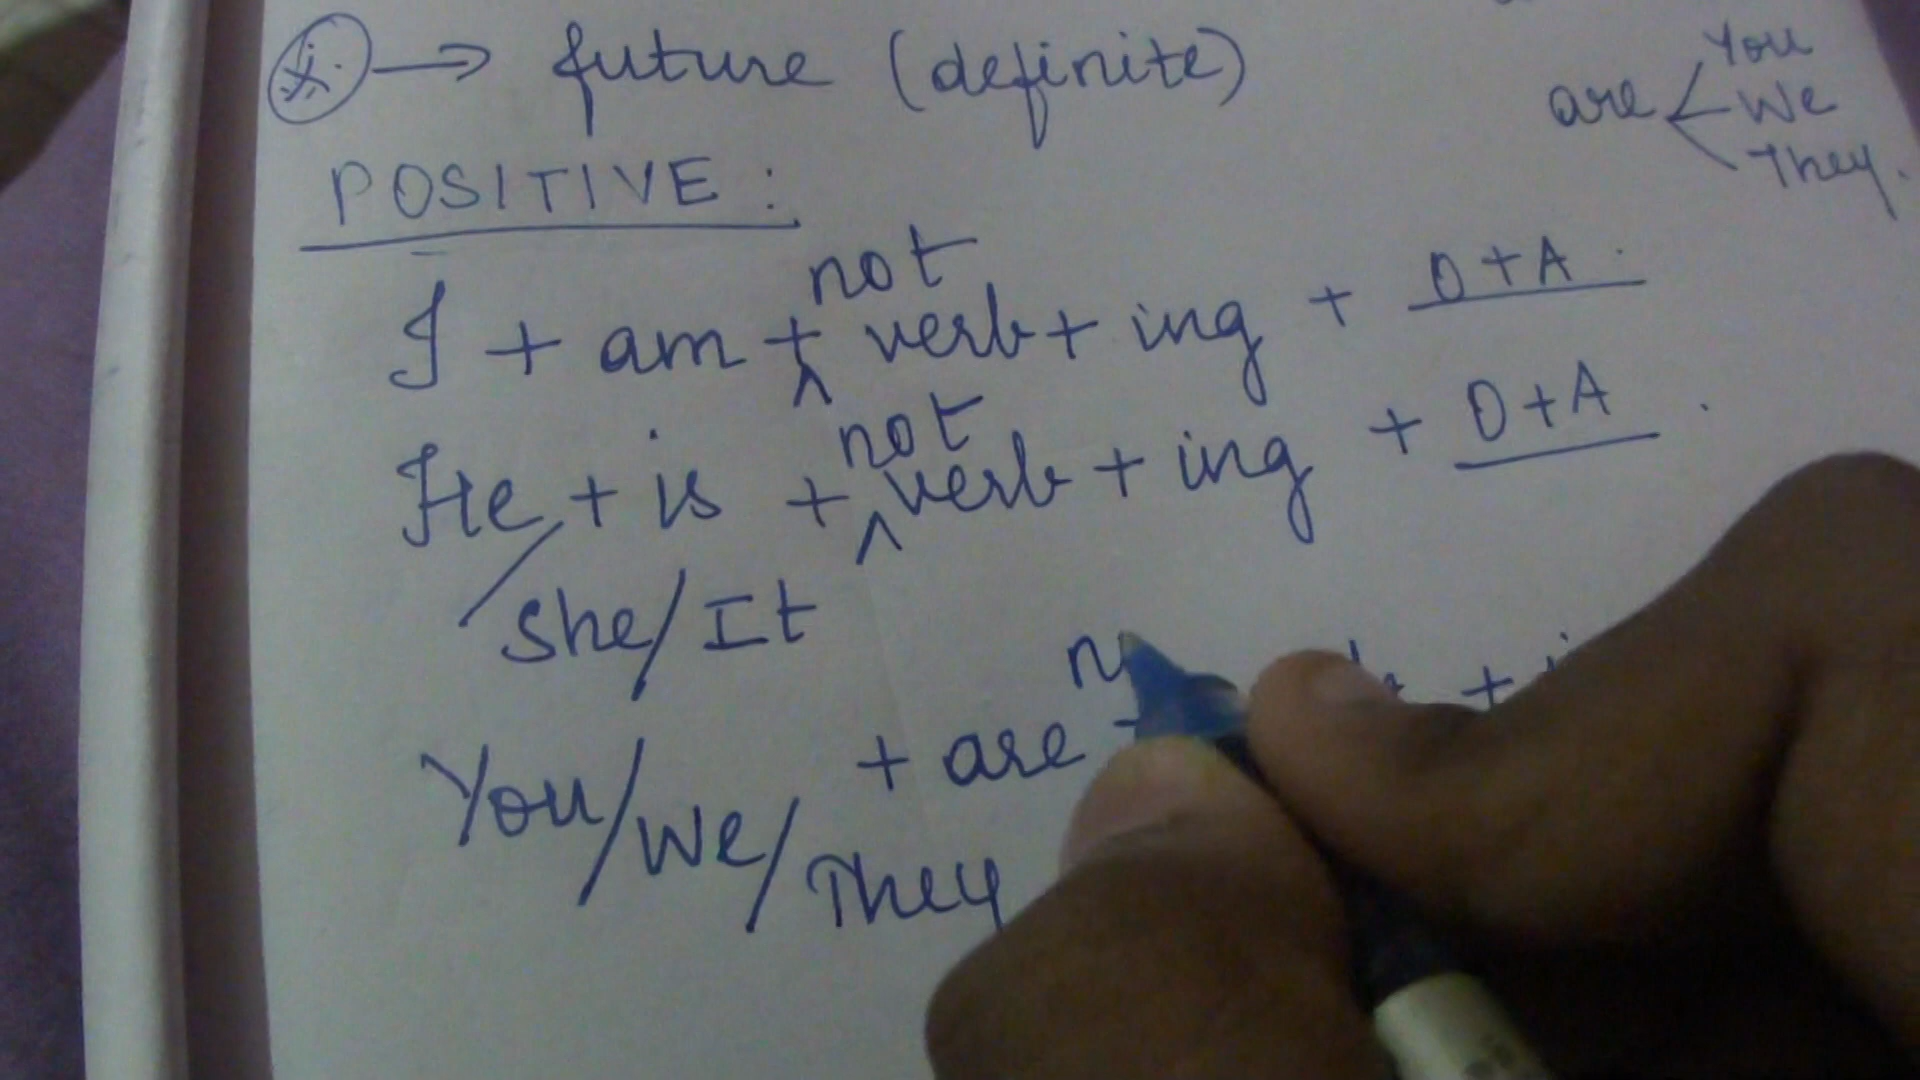 → future (definite)
are < You
We
They.
POSITIVE :
not
I + am + verb + ing + O+A.
^
not
He + is + verb + ing + O+A.
^
/ She / It
You / We / They + are +